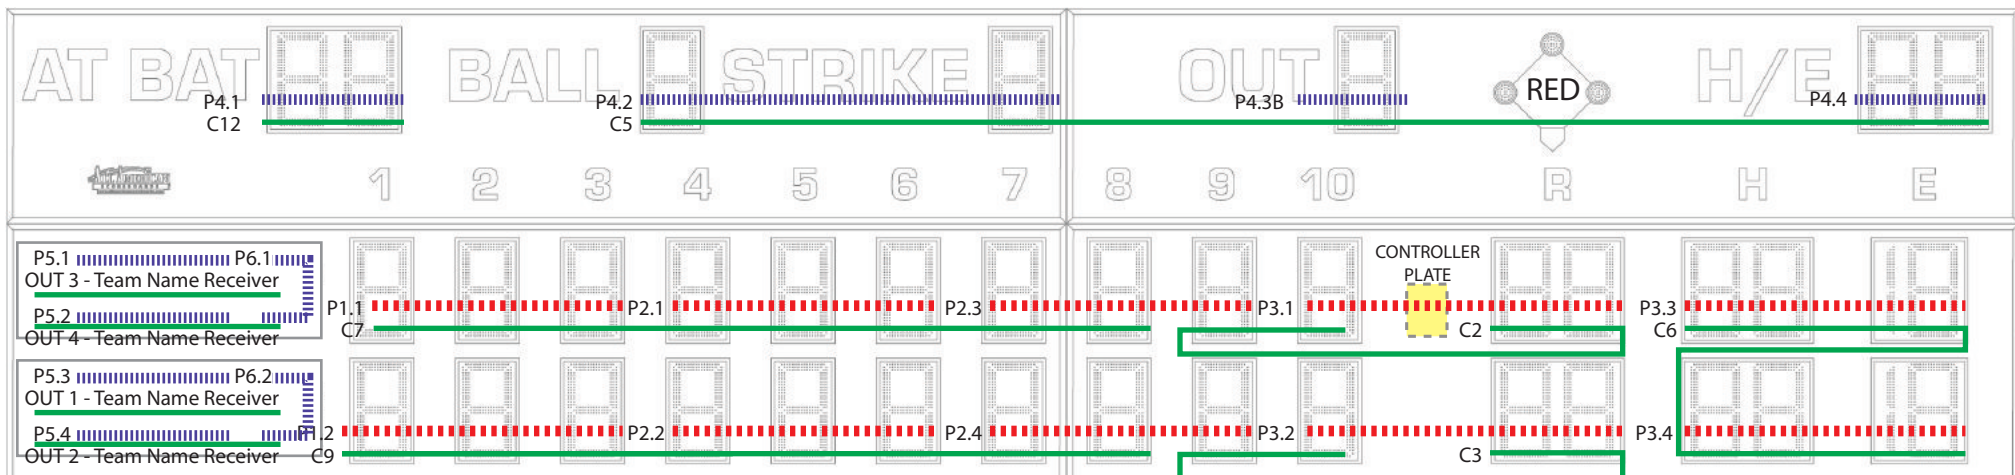 AT BAT BALL STRIKE OUT RED H/E
P4.1 P4.2 P4.3B P4.4
C12 C5
1 2 3 4 5 6 7 8 9 10 R H E
P5.1 P6.1
OUT 3 - Team Name Receiver
P5.2
OUT 4 - Team Name Receiver
CONTROLLER
PLATE
P1.1 P2.1 P2.3 P3.1 P3.3
C7 C2 C6
P5.3 P6.2
OUT 1 - Team Name Receiver
P5.4
OUT 2 - Team Name Receiver
P2.2 P2.4 P3.2 P3.4
C9 C3